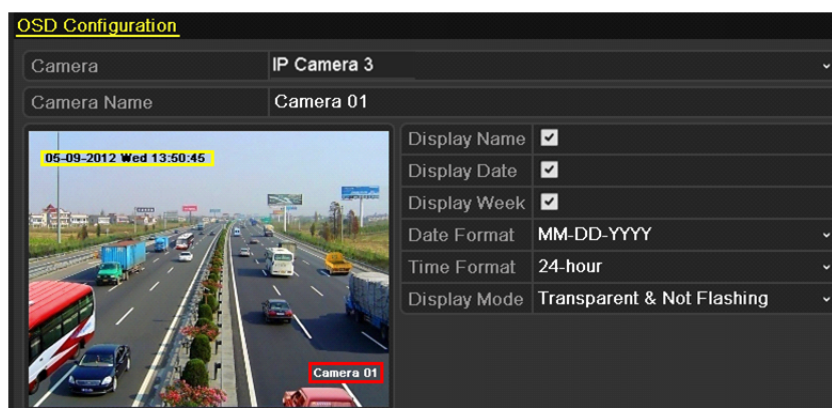 OSD Configuration
Camera IP Camera 3
Camera Name Camera 01
05-09-2012 Wed 13:50:45
Camera 01
Display Name
Display Date
Display Week
Date Format MM-DD-YYYY
Time Format 24-hour
Display Mode Transparent & Not Flashing